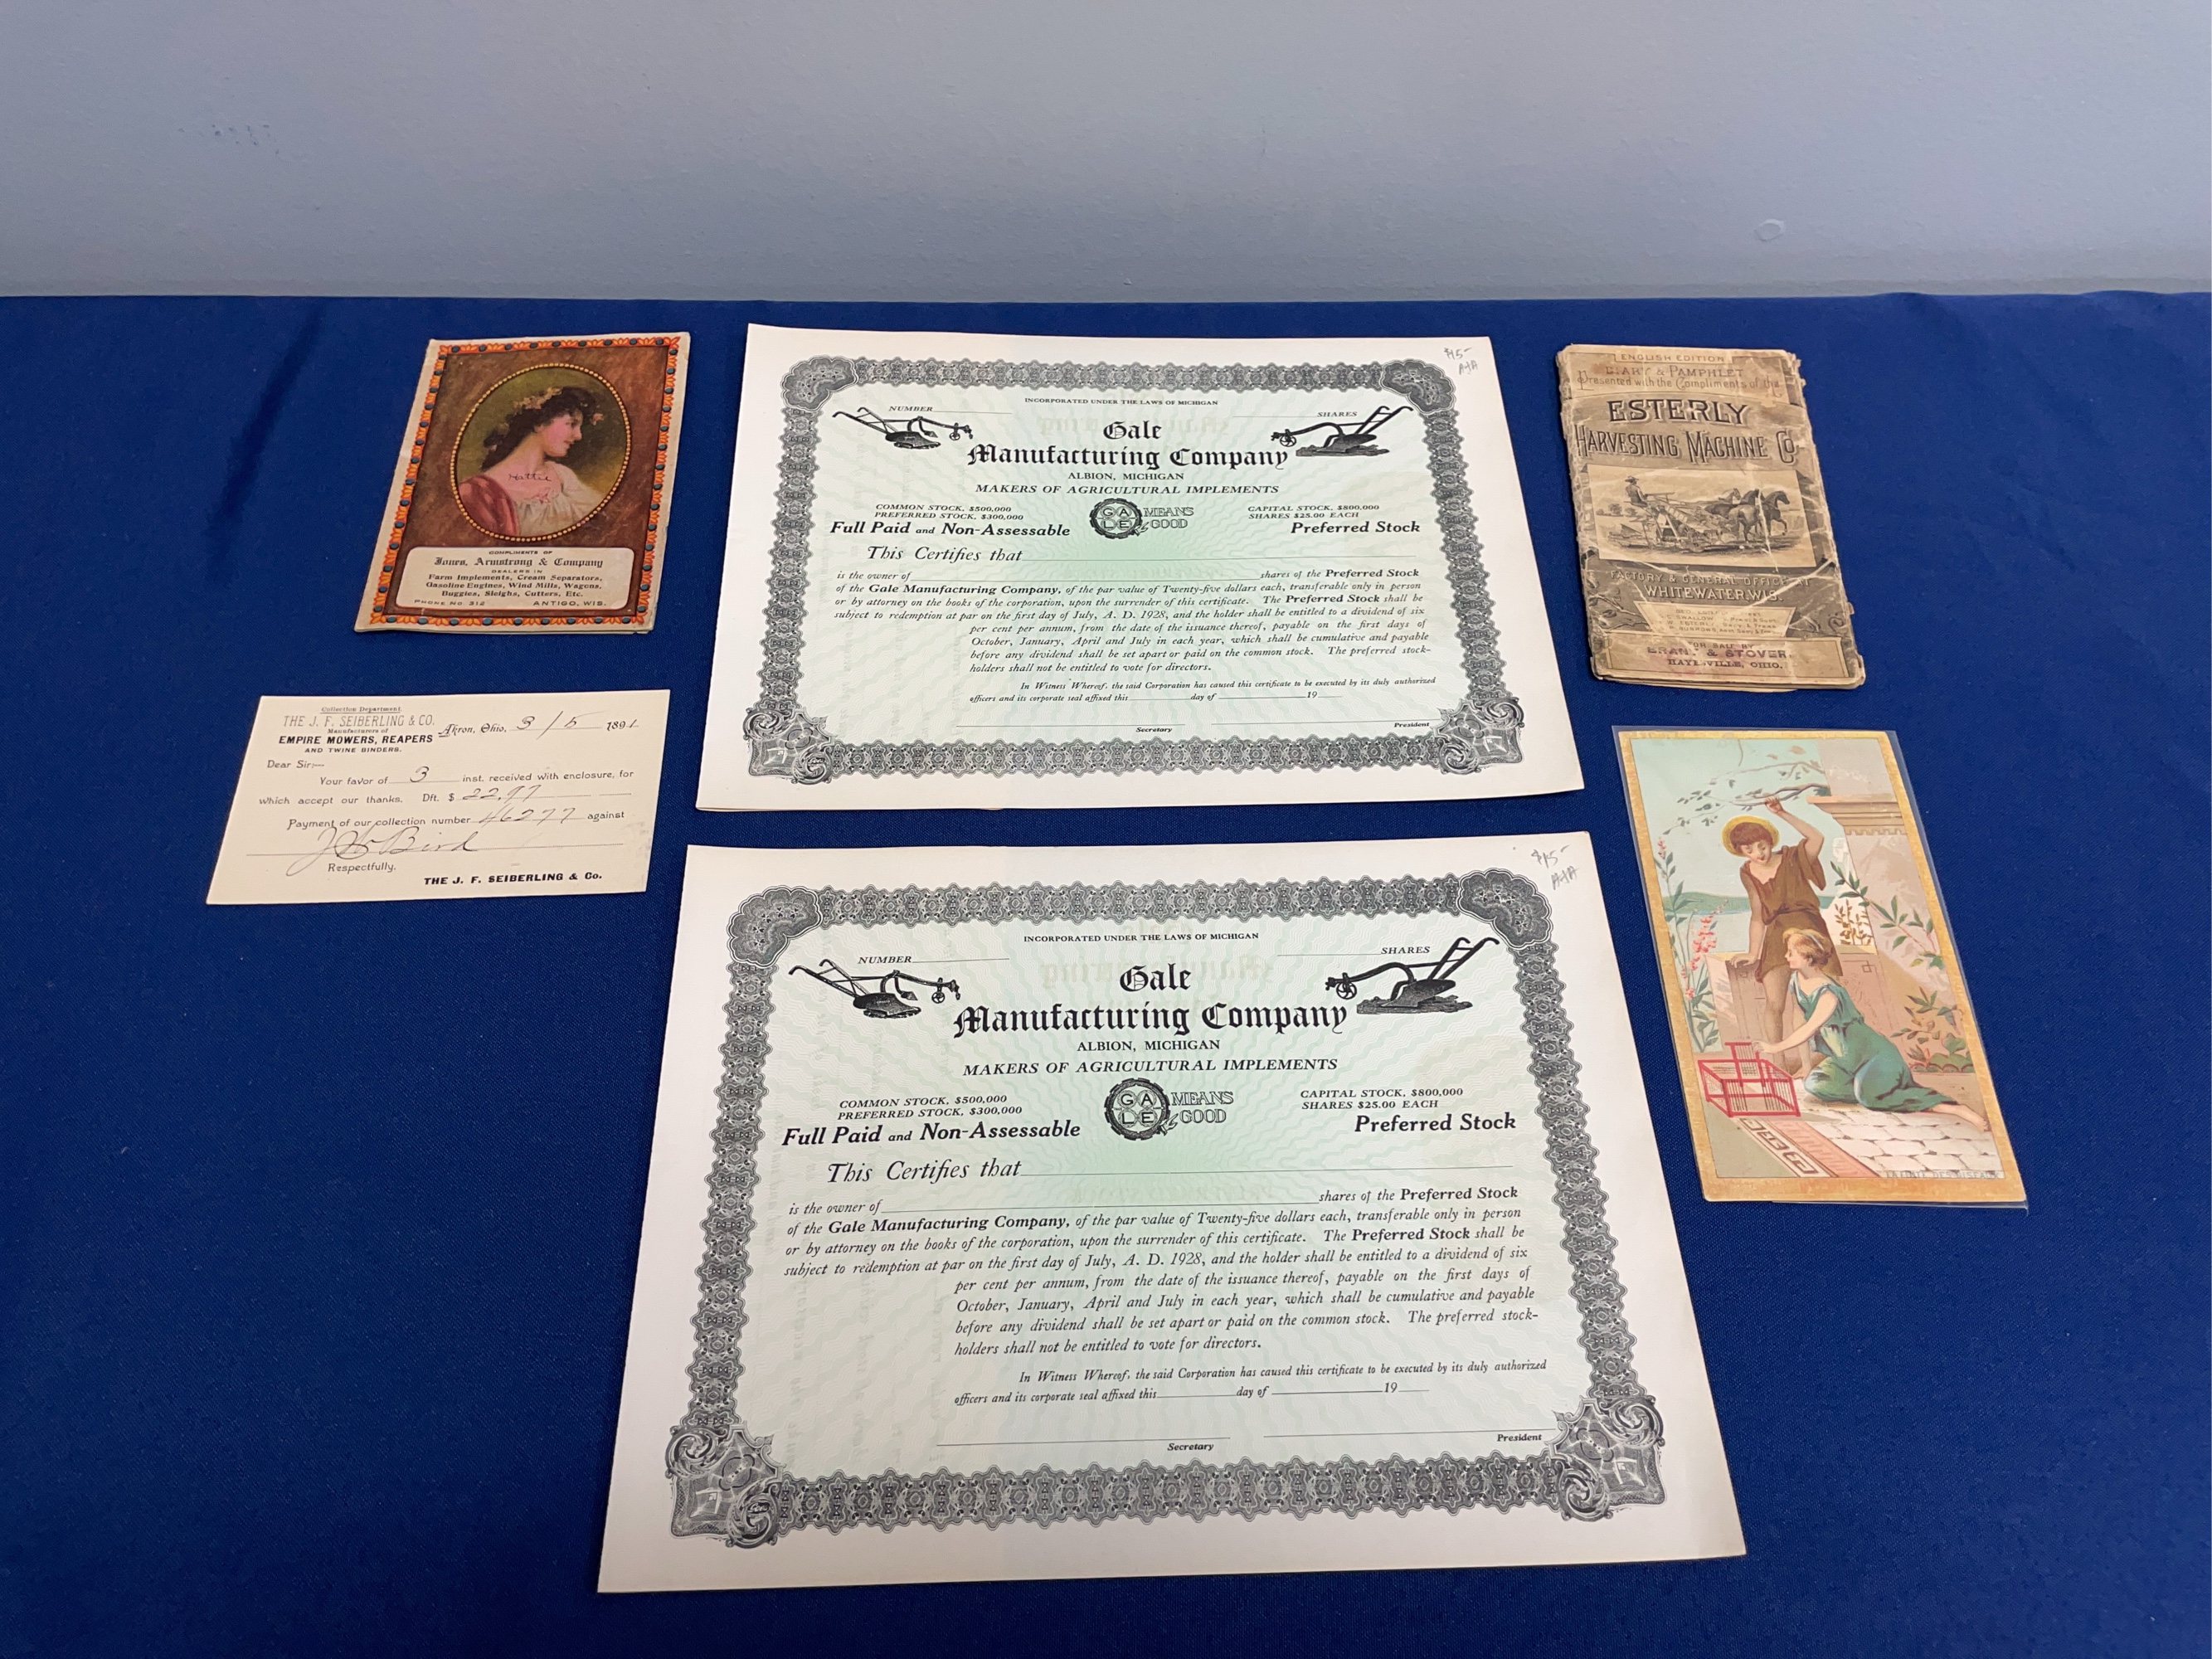 Hattie
COMPLIMENTS OF
Jones, Armstrong & Company
DEALERS IN
Farm Implements, Cream Separators,
Gasoline Engines, Wind Mills, Wagons,
Buggies, Sleighs, Cutters, Etc.
PHONE NO. 312 ANTIGO, WIS.
Collection Department
THE J. F. SEIBERLING & CO.
Manufacturers of
EMPIRE MOWERS, REAPERS
AND TWINE BINDERS.
Akron, Ohio, 3/5 1891
Dear Sir:—
Your favor of 3 inst. received with enclosure, for
which accept our thanks. Dft. $ 22.97
Payment of our collection number 46277 against
Bird
Respectfully,
THE J. F. SEIBERLING & Co.
$15-
A-A
INCORPORATED UNDER THE LAWS OF MICHIGAN
NUMBER SHARES
Gale
Manufacturing Company
ALBION, MICHIGAN
MAKERS OF AGRICULTURAL IMPLEMENTS
COMMON STOCK, $500,000
PREFERRED STOCK, $300,000
Full Paid and Non-Assessable
GALE MEANS GOOD
CAPITAL STOCK, $800,000
SHARES $25.00 EACH
Preferred Stock
This Certifies that
is the owner of shares of the Preferred Stock
of the Gale Manufacturing Company, of the par value of Twenty-five dollars each, transferable only in person
or by attorney on the books of the corporation, upon the surrender of this certificate. The Preferred Stock shall be
subject to redemption at par on the first day of July, A. D. 1928, and the holder shall be entitled to a dividend of six
per cent per annum, from the date of the issuance thereof, payable on the first days of
October, January, April and July in each year, which shall be cumulative and payable
before any dividend shall be set apart or paid on the common stock. The preferred stock-
holders shall not be entitled to vote for directors.
In Witness Whereof, the said Corporation has caused this certificate to be executed by its duly authorized
officers and its corporate seal affixed this day of 19
Secretary President
$15-
A-A
INCORPORATED UNDER THE LAWS OF MICHIGAN
NUMBER SHARES
Gale
Manufacturing Company
ALBION, MICHIGAN
MAKERS OF AGRICULTURAL IMPLEMENTS
COMMON STOCK, $500,000
PREFERRED STOCK, $300,000
Full Paid and Non-Assessable
GALE MEANS GOOD
CAPITAL STOCK, $800,000
SHARES $25.00 EACH
Preferred Stock
This Certifies that
is the owner of shares of the Preferred Stock
of the Gale Manufacturing Company, of the par value of Twenty-five dollars each, transferable only in person
or by attorney on the books of the corporation, upon the surrender of this certificate. The Preferred Stock shall be
subject to redemption at par on the first day of July, A. D. 1928, and the holder shall be entitled to a dividend of six
per cent per annum, from the date of the issuance thereof, payable on the first days of
October, January, April and July in each year, which shall be cumulative and payable
before any dividend shall be set apart or paid on the common stock. The preferred stock-
holders shall not be entitled to vote for directors.
In Witness Whereof, the said Corporation has caused this certificate to be executed by its duly authorized
officers and its corporate seal affixed this day of 19
Secretary President
ENGLISH EDITION
& PAMPHLET
Presented with the Compliments of the
ESTERLY
HARVESTING MACHINE CO
FACTORY & GENERAL OFFICE AT
WHITEWATER, WIS.
FOR SALE BY
& STOVER,
HAYESVILLE, OHIO.